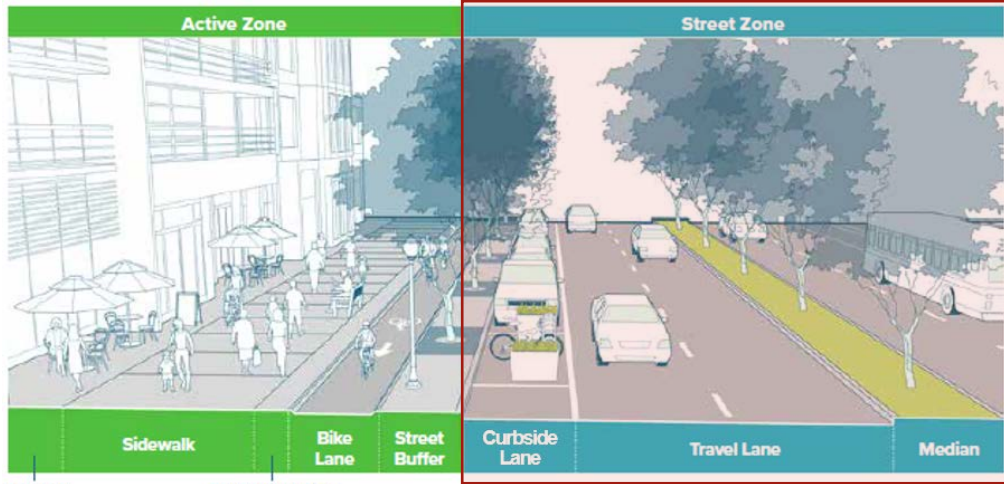 Active Zone
Street Zone
Sidewalk
Bike
Lane
Street
Buffer
Curbside
Lane
Travel Lane
Median